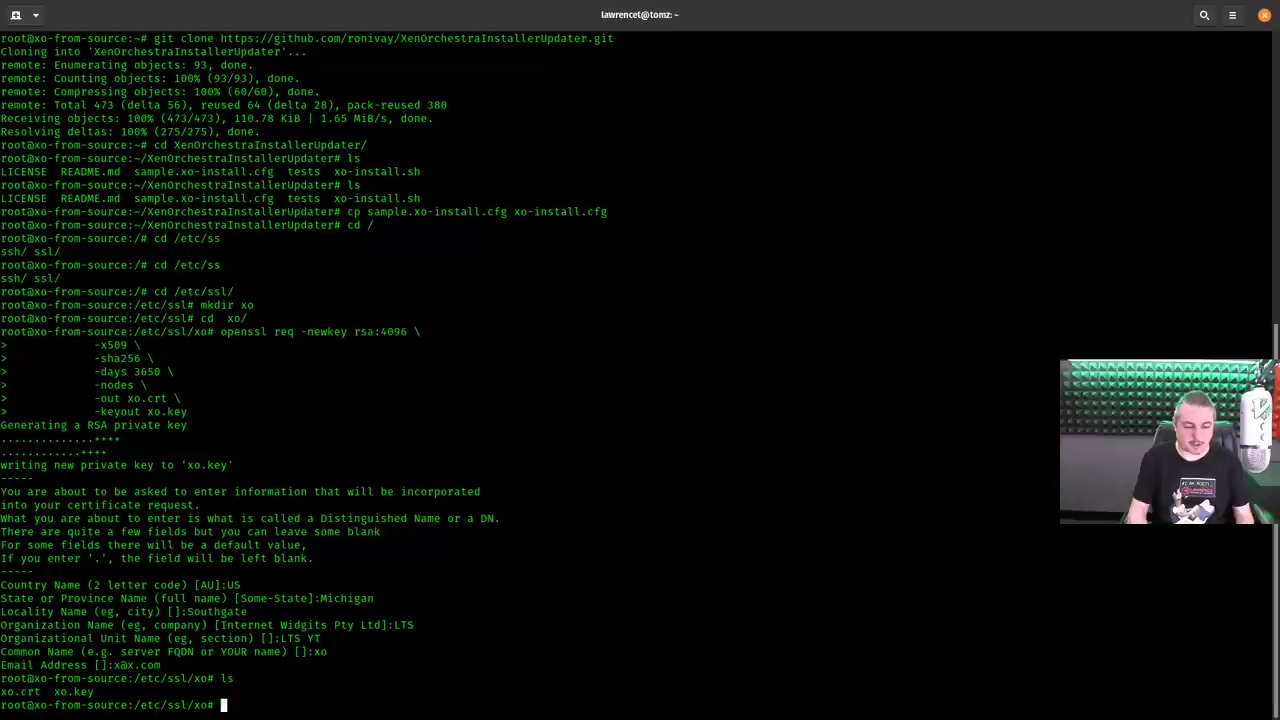 lawrencet@tomz: ~
root@xo-from-source:~# git clone https://github.com/ronivay/XenOrchestraInstallerUpdater.git
Cloning into 'XenOrchestraInstallerUpdater'...
remote: Enumerating objects: 93, done.
remote: Counting objects: 100% (93/93), done.
remote: Compressing objects: 100% (60/60), done.
remote: Total 473 (delta 56), reused 64 (delta 28), pack-reused 380
Receiving objects: 100% (473/473), 110.78 KiB | 1.65 MiB/s, done.
Resolving deltas: 100% (275/275), done.
root@xo-from-source:~# cd XenOrchestraInstallerUpdater/
root@xo-from-source:~/XenOrchestraInstallerUpdater# ls
LICENSE  README.md  sample.xo-install.cfg  tests  xo-install.sh
root@xo-from-source:~/XenOrchestraInstallerUpdater# ls
LICENSE  README.md  sample.xo-install.cfg  tests  xo-install.sh
root@xo-from-source:~/XenOrchestraInstallerUpdater# cp sample.xo-install.cfg xo-install.cfg
root@xo-from-source:~/XenOrchestraInstallerUpdater# cd /
root@xo-from-source:/# cd /etc/ss
ssh/ ssl/
root@xo-from-source:/# cd /etc/ss
ssh/ ssl/
root@xo-from-source:/# cd /etc/ssl/
root@xo-from-source:/etc/ssl# mkdir xo
root@xo-from-source:/etc/ssl# cd  xo/
root@xo-from-source:/etc/ssl/xo# openssl req -newkey rsa:4096 \
>             -x509 \
>             -sha256 \
>             -days 3650 \
>             -nodes \
>             -out xo.crt \
>             -keyout xo.key
Generating a RSA private key
..............++++
............++++
writing new private key to 'xo.key'
-----
You are about to be asked to enter information that will be incorporated
into your certificate request.
What you are about to enter is what is called a Distinguished Name or a DN.
There are quite a few fields but you can leave some blank
For some fields there will be a default value,
If you enter '.', the field will be left blank.
-----
Country Name (2 letter code) [AU]:US
State or Province Name (full name) [Some-State]:Michigan
Locality Name (eg, city) []:Southgate
Organization Name (eg, company) [Internet Widgits Pty Ltd]:LTS
Organizational Unit Name (eg, section) []:LTS YT
Common Name (e.g. server FQDN or YOUR name) []:xo
Email Address []:x@x.com
root@xo-from-source:/etc/ssl/xo# ls
xo.crt  xo.key
root@xo-from-source:/etc/ssl/xo#